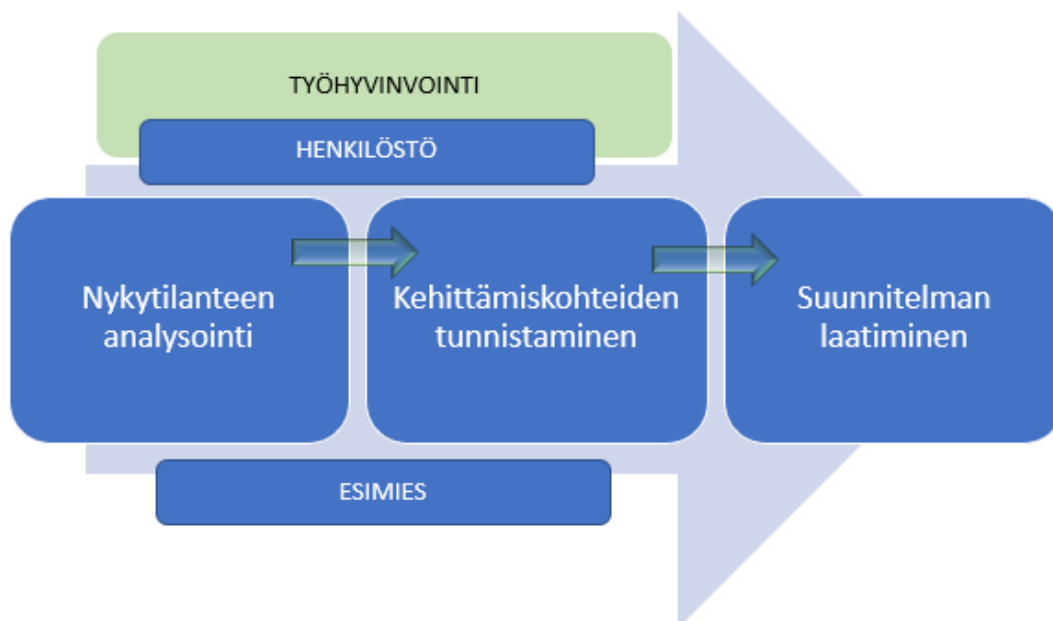 TYÖHYVINVOINTI
HENKILÖSTÖ
Nykytilanteen
analysointi
Kehittämiskohteiden
tunnistaminen
Suunnitelman
laatiminen
ESIMIES